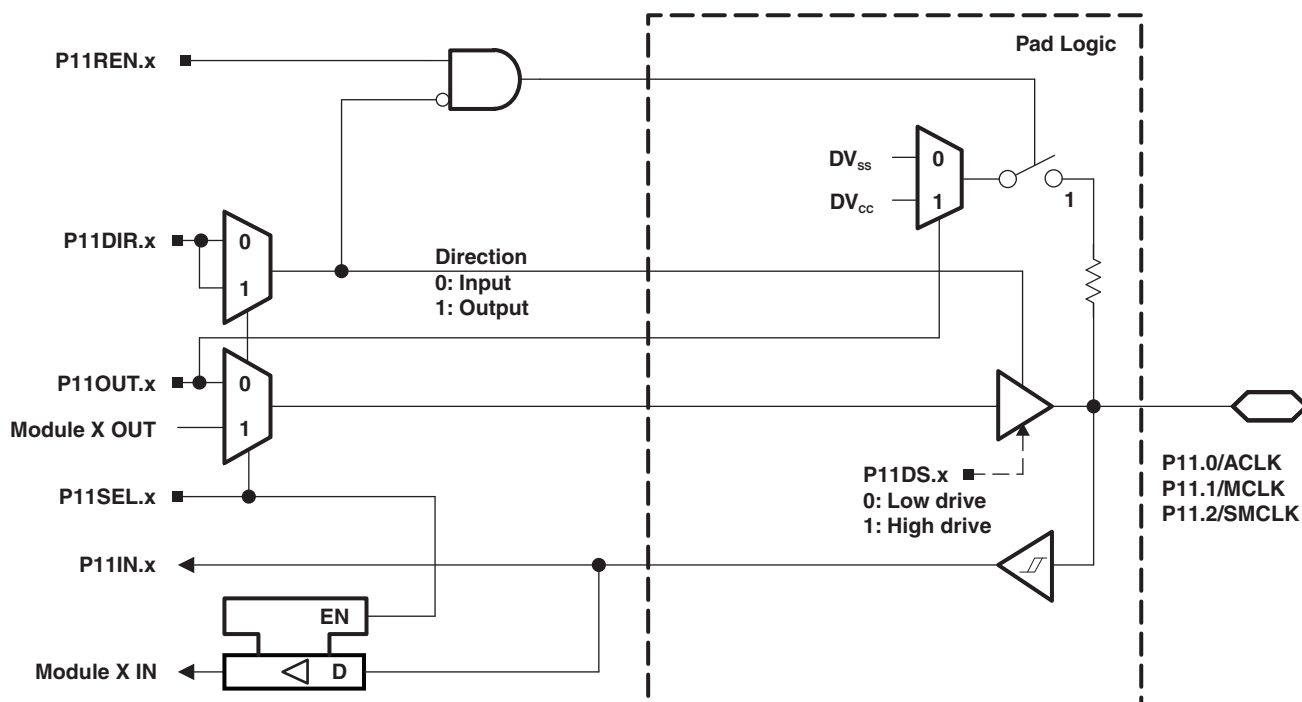 Pad Logic
P11REN.x
DVSS
0
DVCC
1
1
P11DIR.x
0
1
Direction
0: Input
1: Output
P11OUT.x
0
Module X OUT
1
P11DS.x
0: Low drive
1: High drive
P11.0/ACLK
P11.1/MCLK
P11.2/SMCLK
P11SEL.x
P11IN.x
EN
Module X IN
D